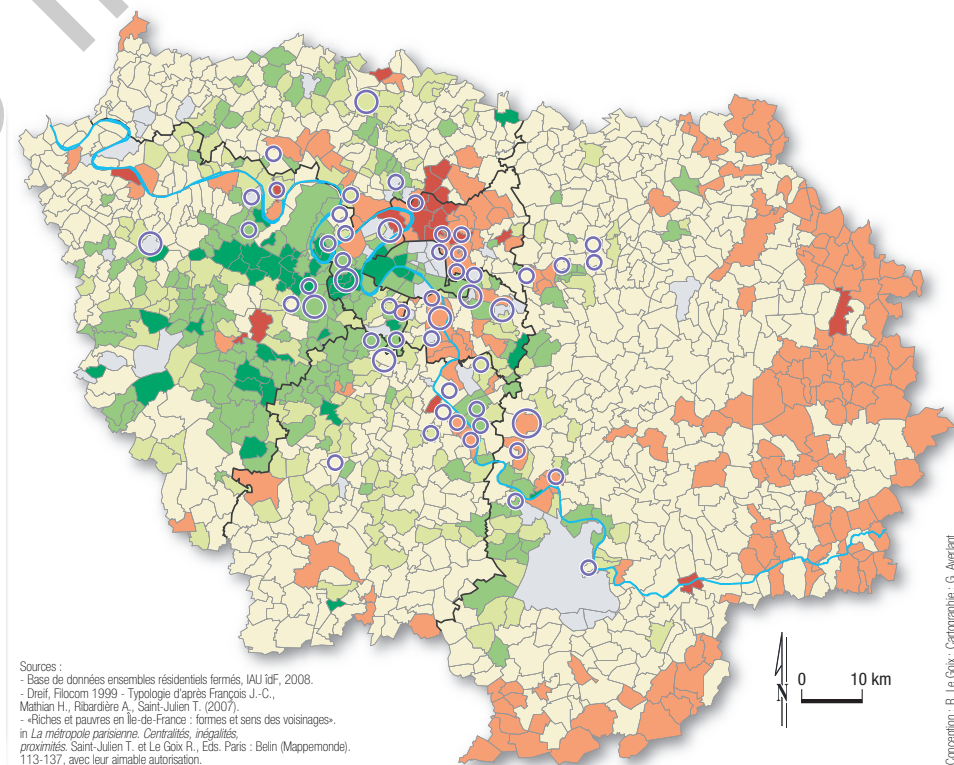 Sources :
- Base de données ensembles résidentiels fermés, IAU îdF, 2008.
- Dreif, Filocom 1999 - Typologie d'après François J.-C.,
Mathian H., Ribardière A., Saint-Julien T. (2007).
- «Riches et pauvres en Île-de-France : formes et sens des voisinages».
in La métropole parisienne. Centralités, inégalités,
proximités. Saint-Julien T. et Le Goix R., Eds. Paris : Belin (Mappemonde).
113-137, avec leur aimable autorisation.
N
0 10 km
Conception : R. Le Goix ; Cartographie : G. Averlant